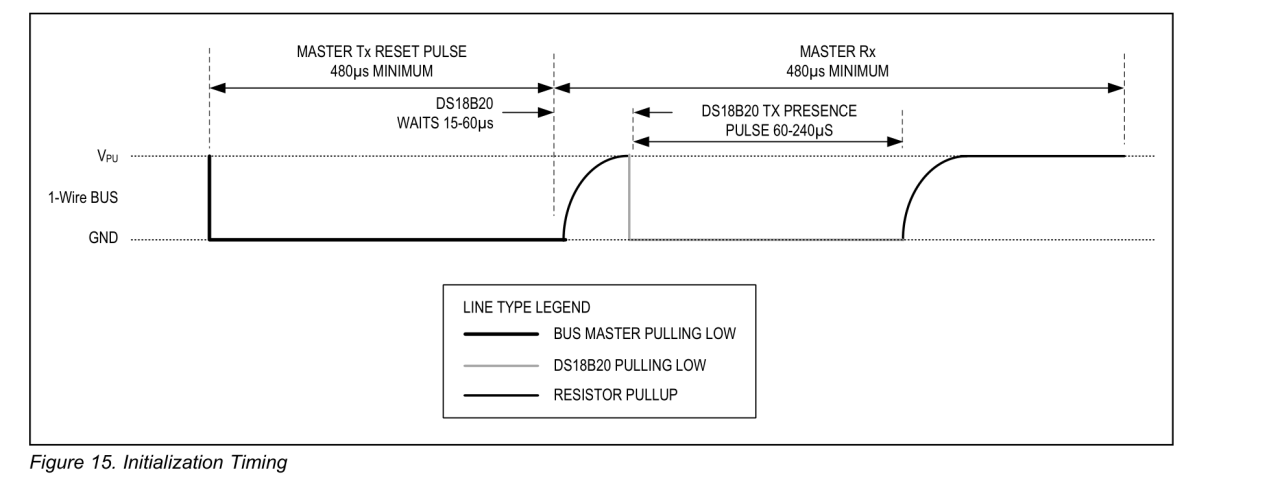 MASTER Tx RESET PULSE
480µs MINIMUM
MASTER Rx
480µs MINIMUM
DS18B20
WAITS 15-60µs
DS18B20 TX PRESENCE
PULSE 60-240µS
VPU
1-Wire BUS
GND
LINE TYPE LEGEND
BUS MASTER PULLING LOW
DS18B20 PULLING LOW
RESISTOR PULLUP
Figure 15. Initialization Timing